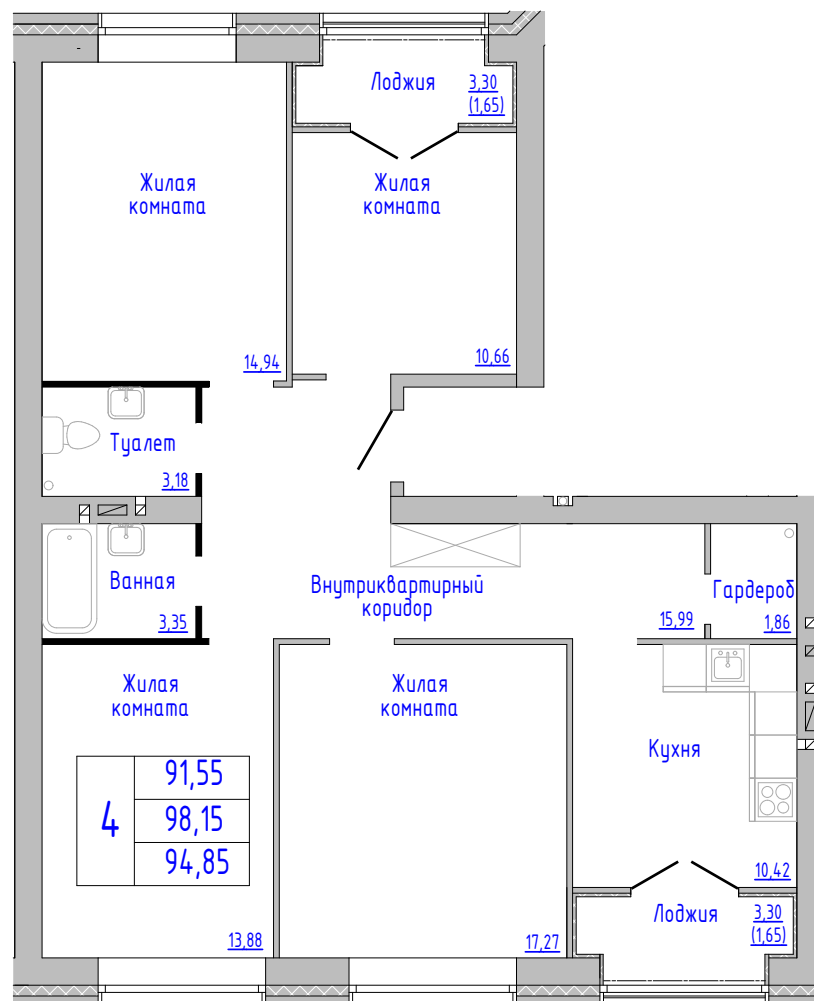 Лоджия
3,30
(1,65)
Жилая
комната
14,94
Жилая
комната
10,66
Туалет
3,18
Ванная
3,35
Внутриквартирный
коридор
15,99
Гардероб
1,86
Жилая
комната
13,88
Жилая
комната
17,27
Кухня
10,42
4
91,55
98,15
94,85
Лоджия
3,30
(1,65)